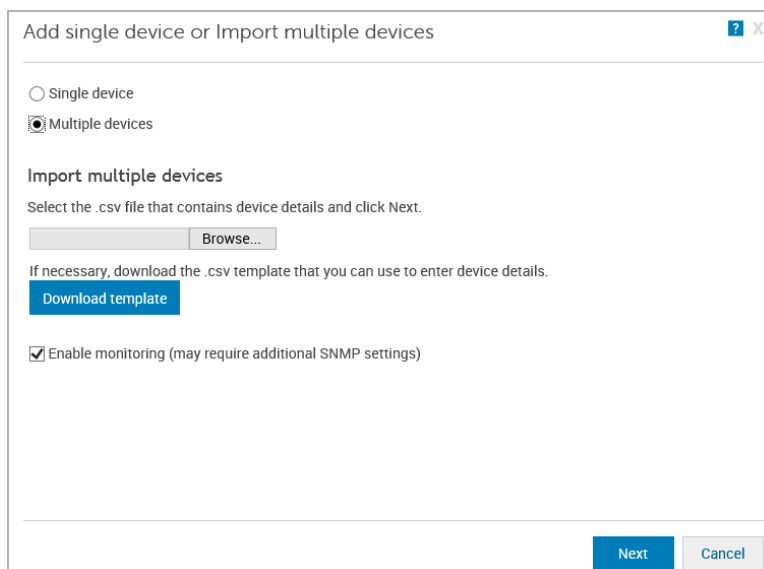 Add single device or Import multiple devices ? X
Single device
Multiple devices
Import multiple devices
Select the .csv file that contains device details and click Next.
Browse...
If necessary, download the .csv template that you can use to enter device details.
Download template
Enable monitoring (may require additional SNMP settings)
Next Cancel